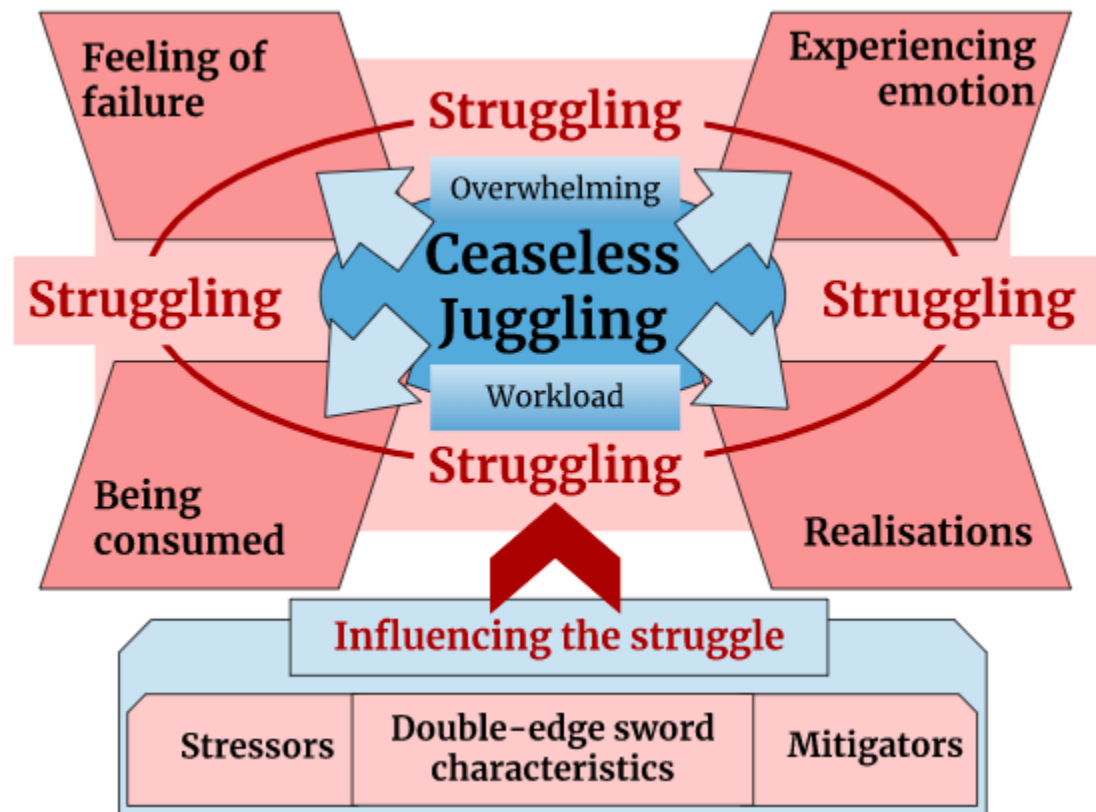 Feeling of
failure
Experiencing
emotion
Struggling
Overwhelming
Ceaseless
Juggling
Struggling
Struggling
Workload
Struggling
Being
consumed
Realisations
Influencing the struggle
Stressors
Double-edge sword
characteristics
Mitigators